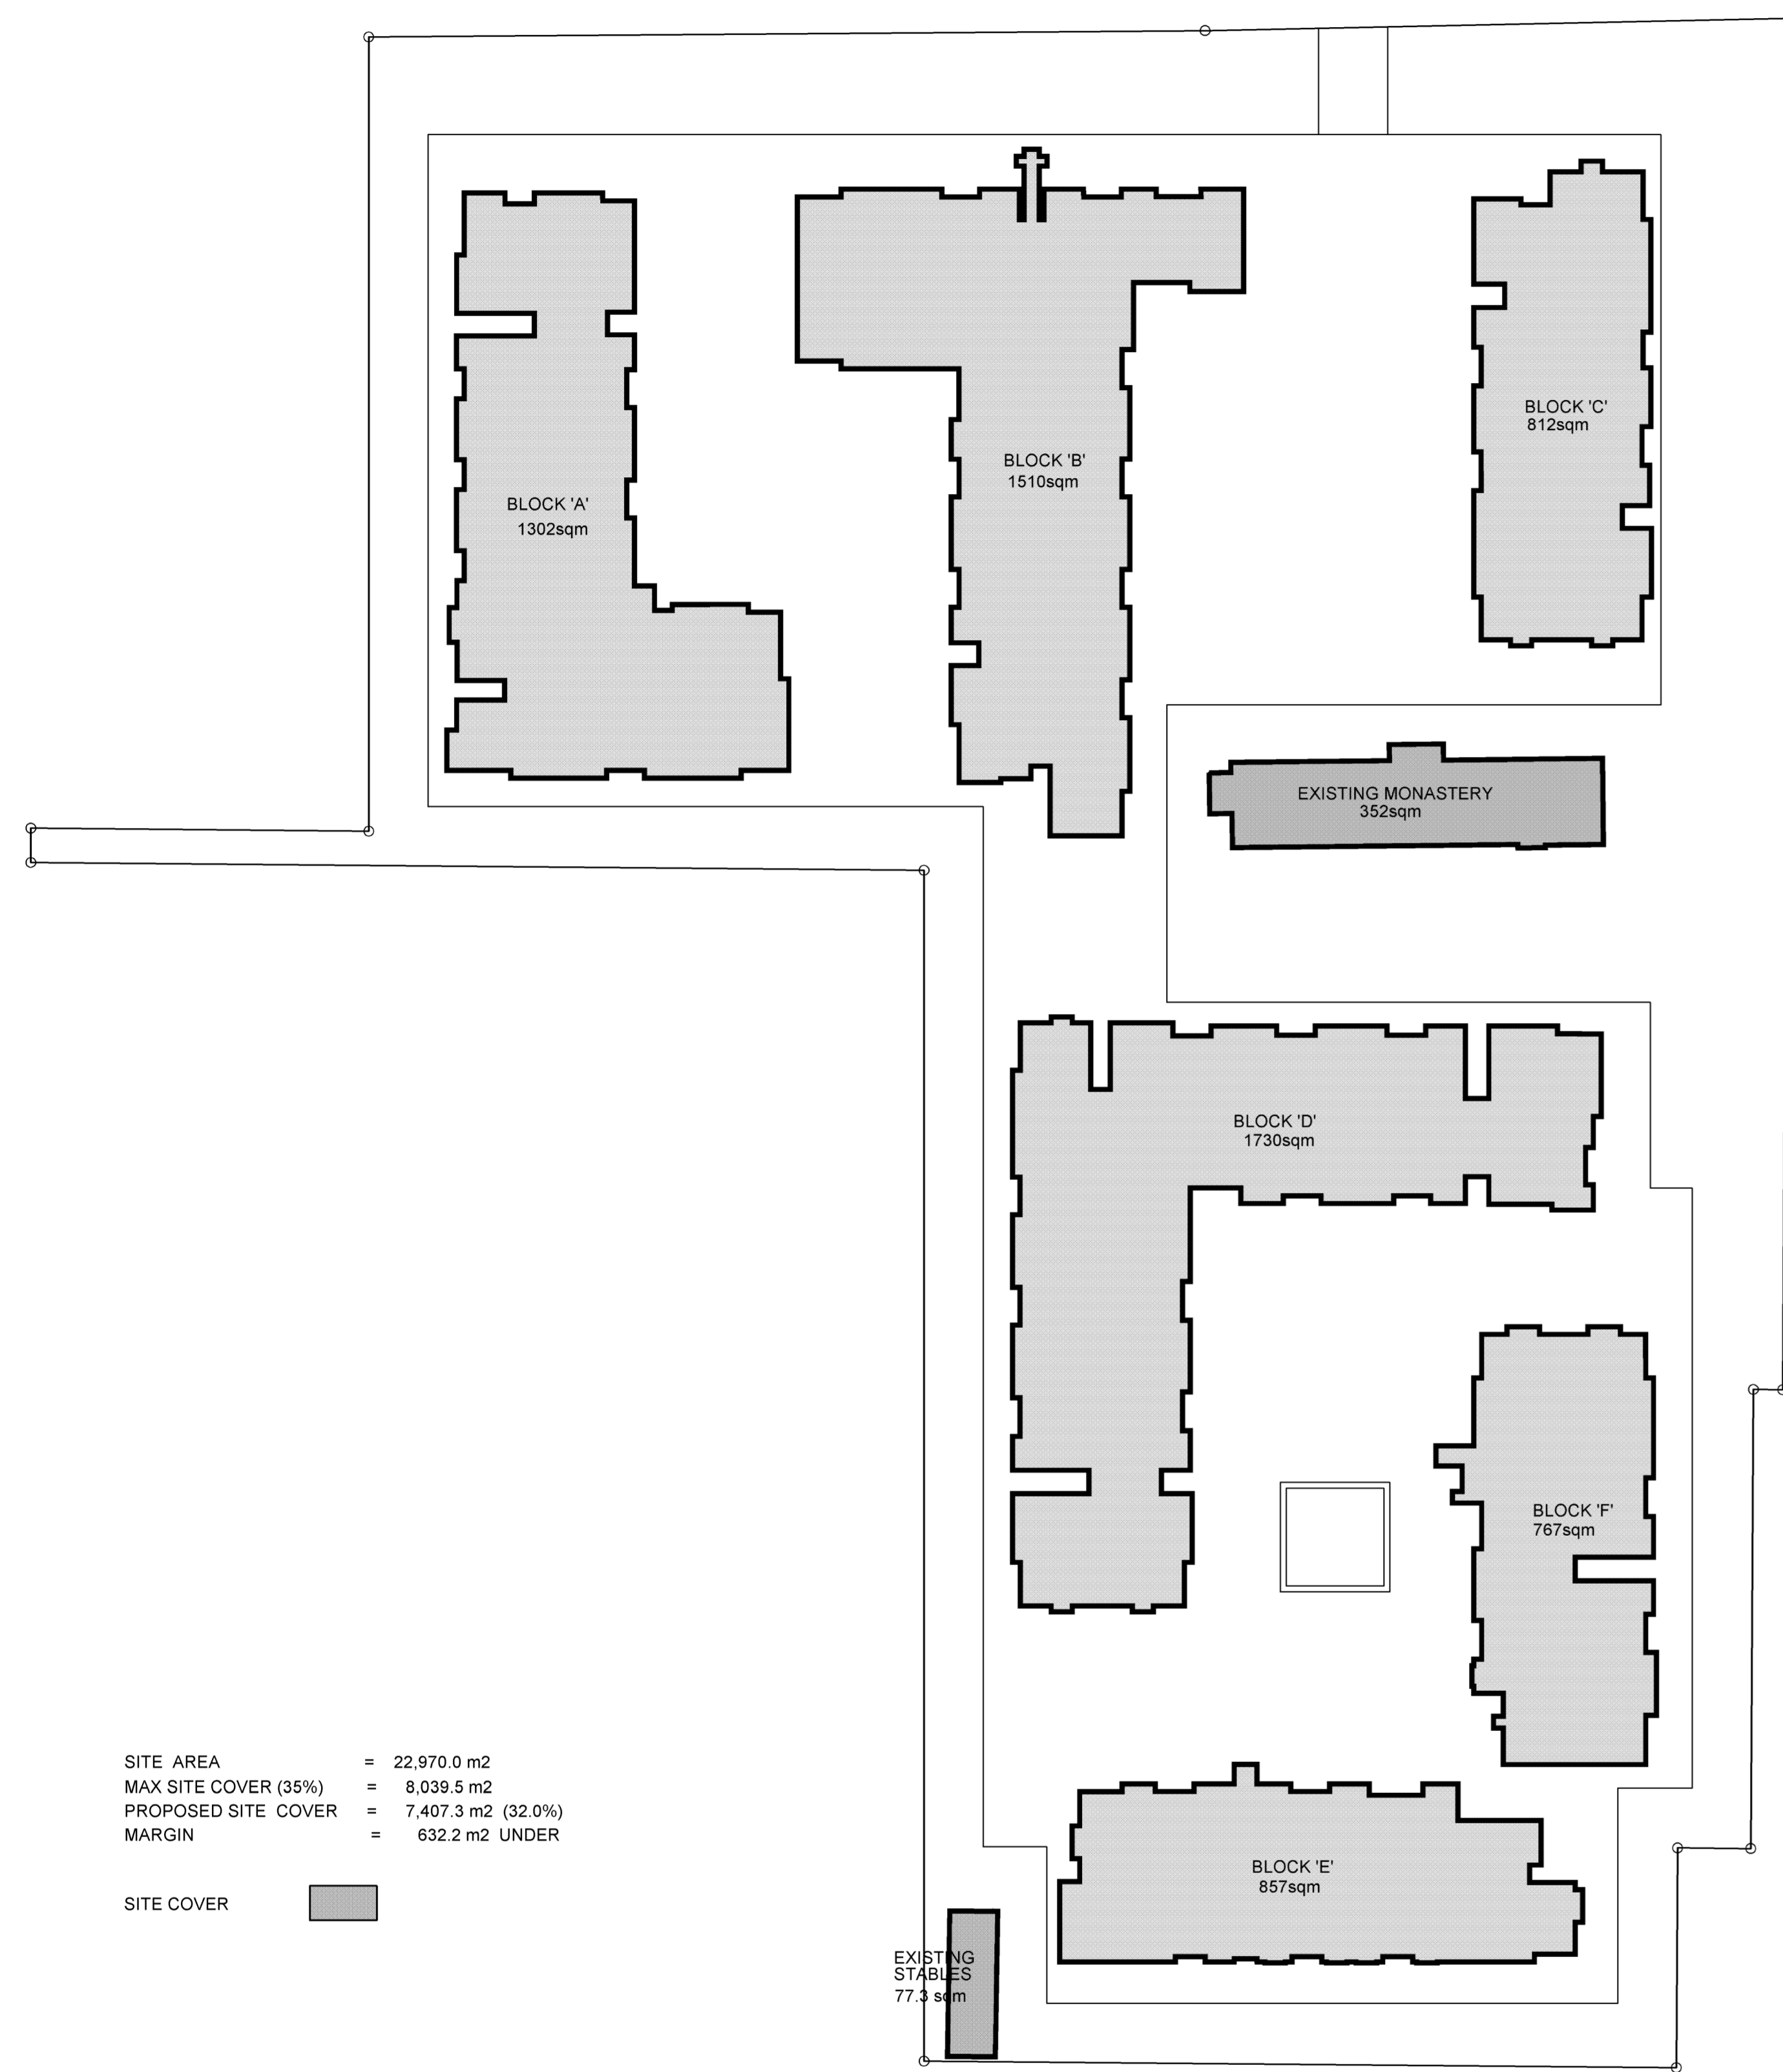 BLOCK 'A'
1302sqm
BLOCK 'B'
1510sqm
BLOCK 'C'
812sqm
EXISTING MONASTERY
352sqm
BLOCK 'D'
1730sqm
BLOCK 'F'
767sqm
BLOCK 'E'
857sqm
EXISTING
STABLES
77.3 sqm
SITE AREA = 22,970.0 m2
MAX SITE COVER (35%) = 8,039.5 m2
PROPOSED SITE COVER = 7,407.3 m2 (32.0%)
MARGIN = 632.2 m2 UNDER
SITE COVER